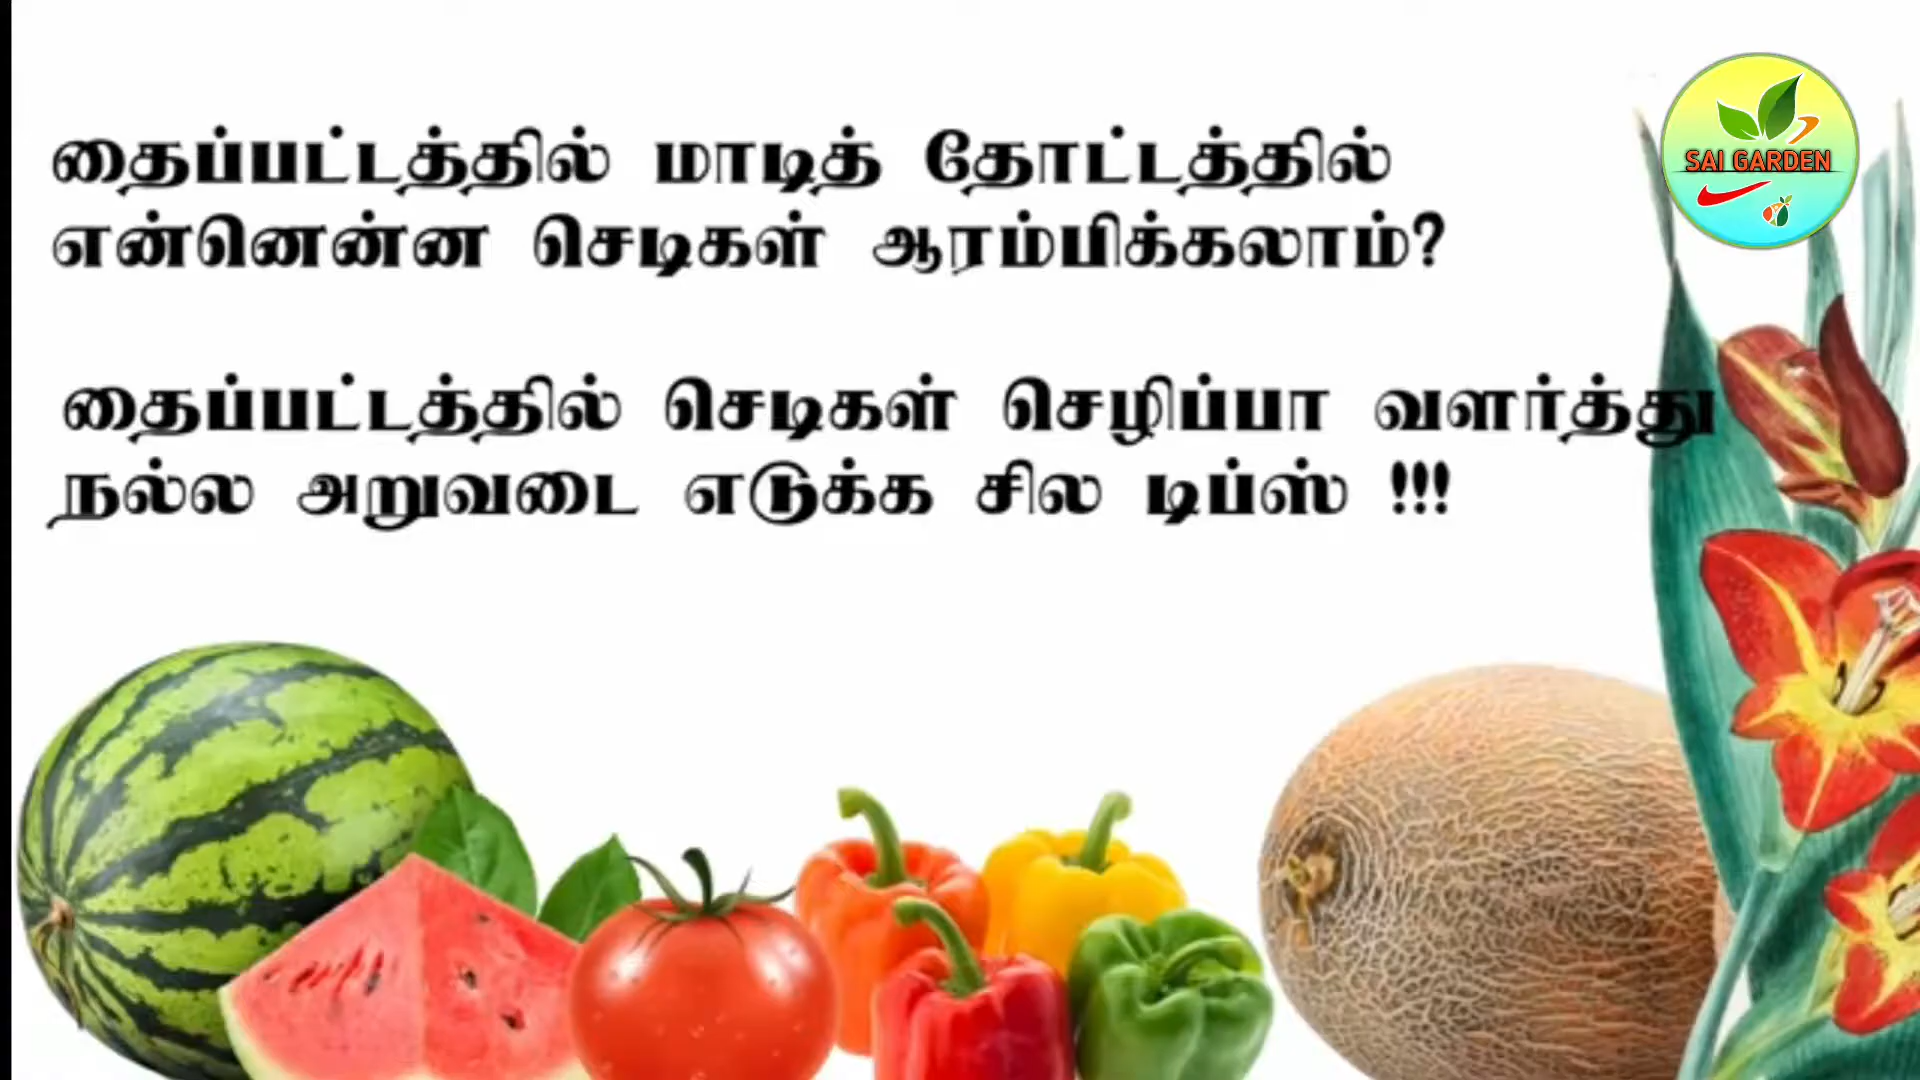 தைப்பட்டத்தில் மாடித் தோட்டத்தில்
என்னென்ன செடிகள் ஆரம்பிக்கலாம்?
தைப்பட்டத்தில் செடிகள் செழிப்பா வளர்த்து
நல்ல அறுவடை எடுக்க சில டிப்ஸ் !!!
SAI GARDEN